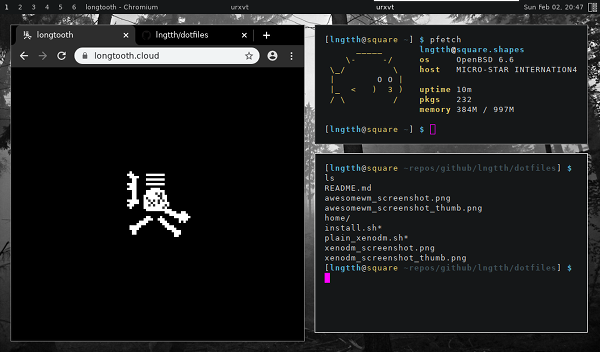 1 2 3 4 5 6 longtooth - Chromium urxvt urxvt Sun Feb 02, 20:47
longtooth lngtth/dotfiles
longtooth.cloud
[lngtth@square ~] $ pfetch
lngtth@square.shapes
os OpenBSD 6.6
host MICRO-STAR INTERNATION4
uptime 10m
pkgs 232
memory 384M / 997M
[lngtth@square ~] $
[lngtth@square ~repos/github/lngtth/dotfiles] $
ls
README.md
awesomewm_screenshot.png
awesomewm_screenshot_thumb.png
home/
install.sh*
plain_xenodm.sh*
xenodm_screenshot.png
xenodm_screenshot_thumb.png
[lngtth@square ~repos/github/lngtth/dotfiles] $